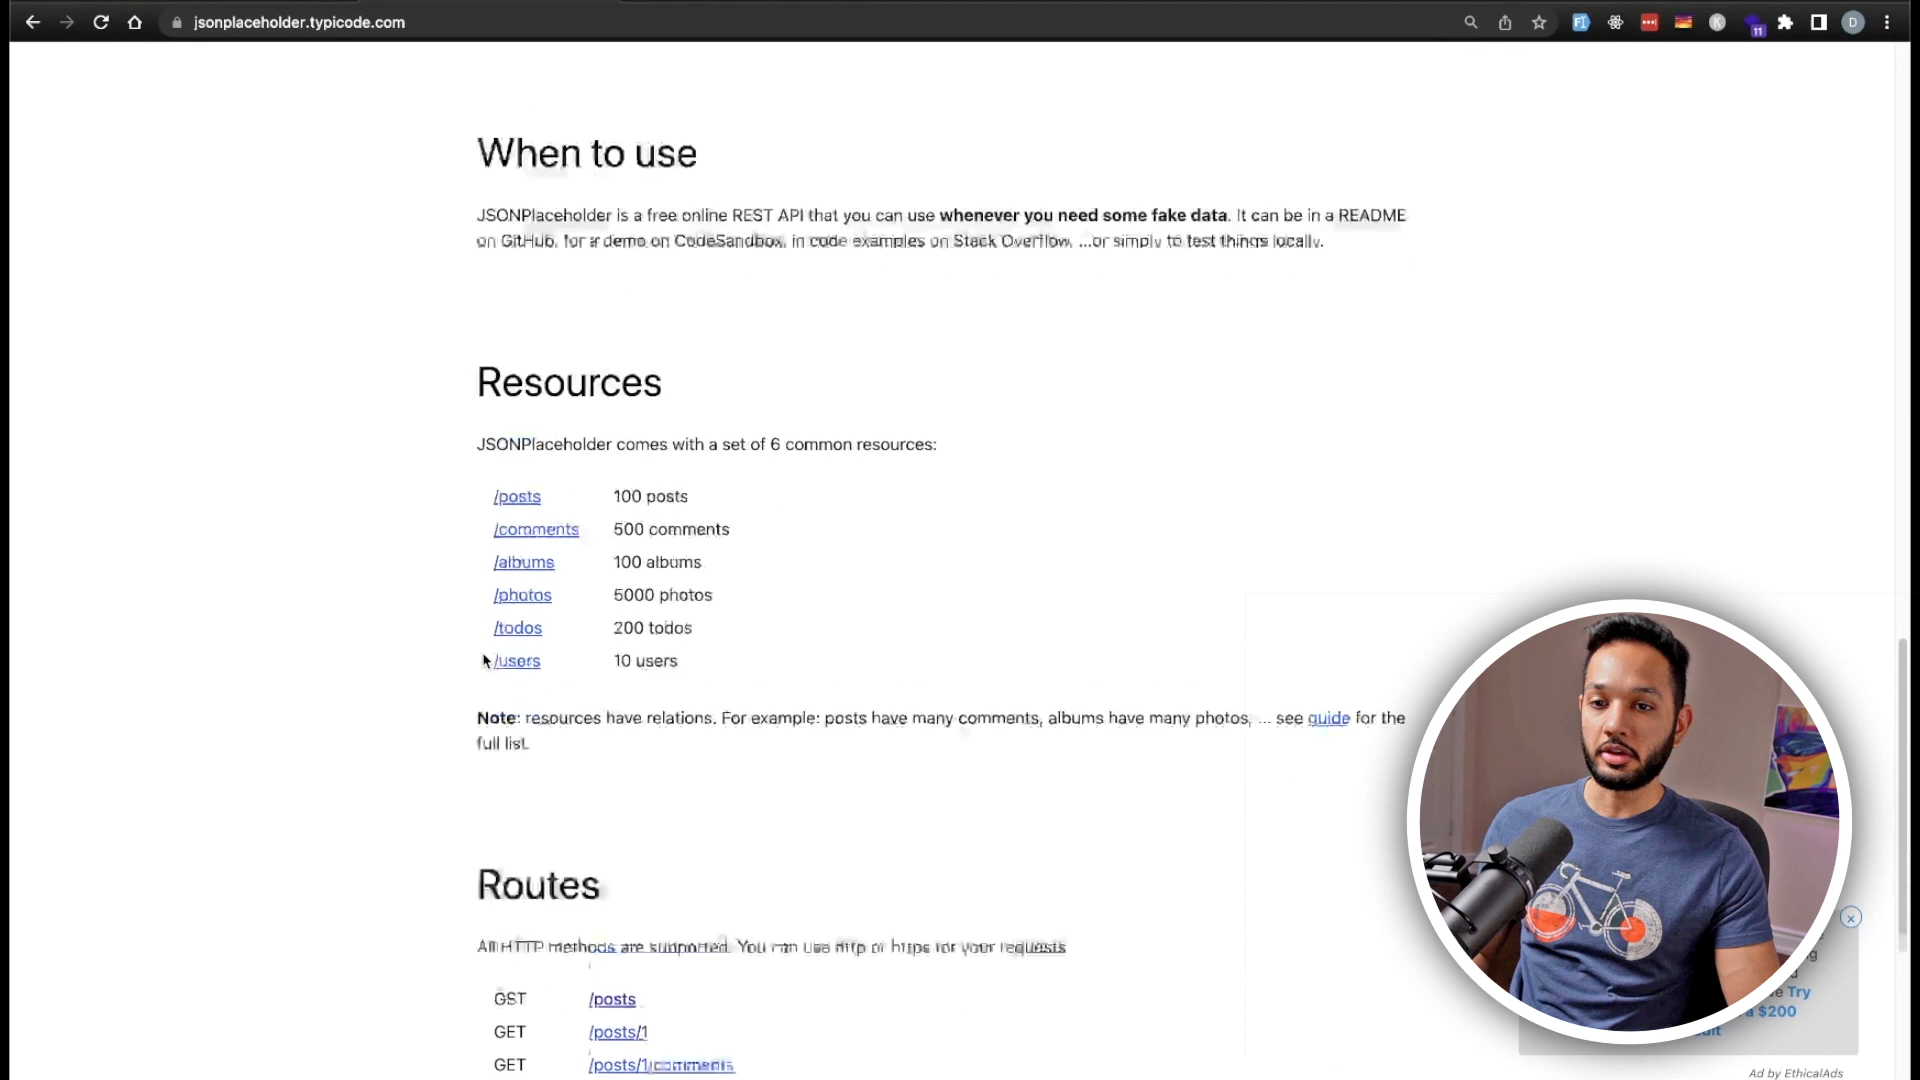 jsonplaceholder.typicode.com
11
D
When to use
JSONPlaceholder is a free online REST API that you can use whenever you need some fake data. It can be in a README
on GitHub, for a demo on CodeSandbox, in code examples on Stack Overflow, ...or simply to test things locally.
Resources
JSONPlaceholder comes with a set of 6 common resources:
/posts 100 posts
/comments 500 comments
/albums 100 albums
/photos 5000 photos
/todos 200 todos
/users 10 users
Note: resources have relations. For example: posts have many comments, albums have many photos, ... see guide for the
full list.
Routes
All HTTP methods are supported. You can use http or https for your requests
GET /posts
GET /posts/1
GET /posts/1/comments
Try
a $200
Ad by EthicalAds